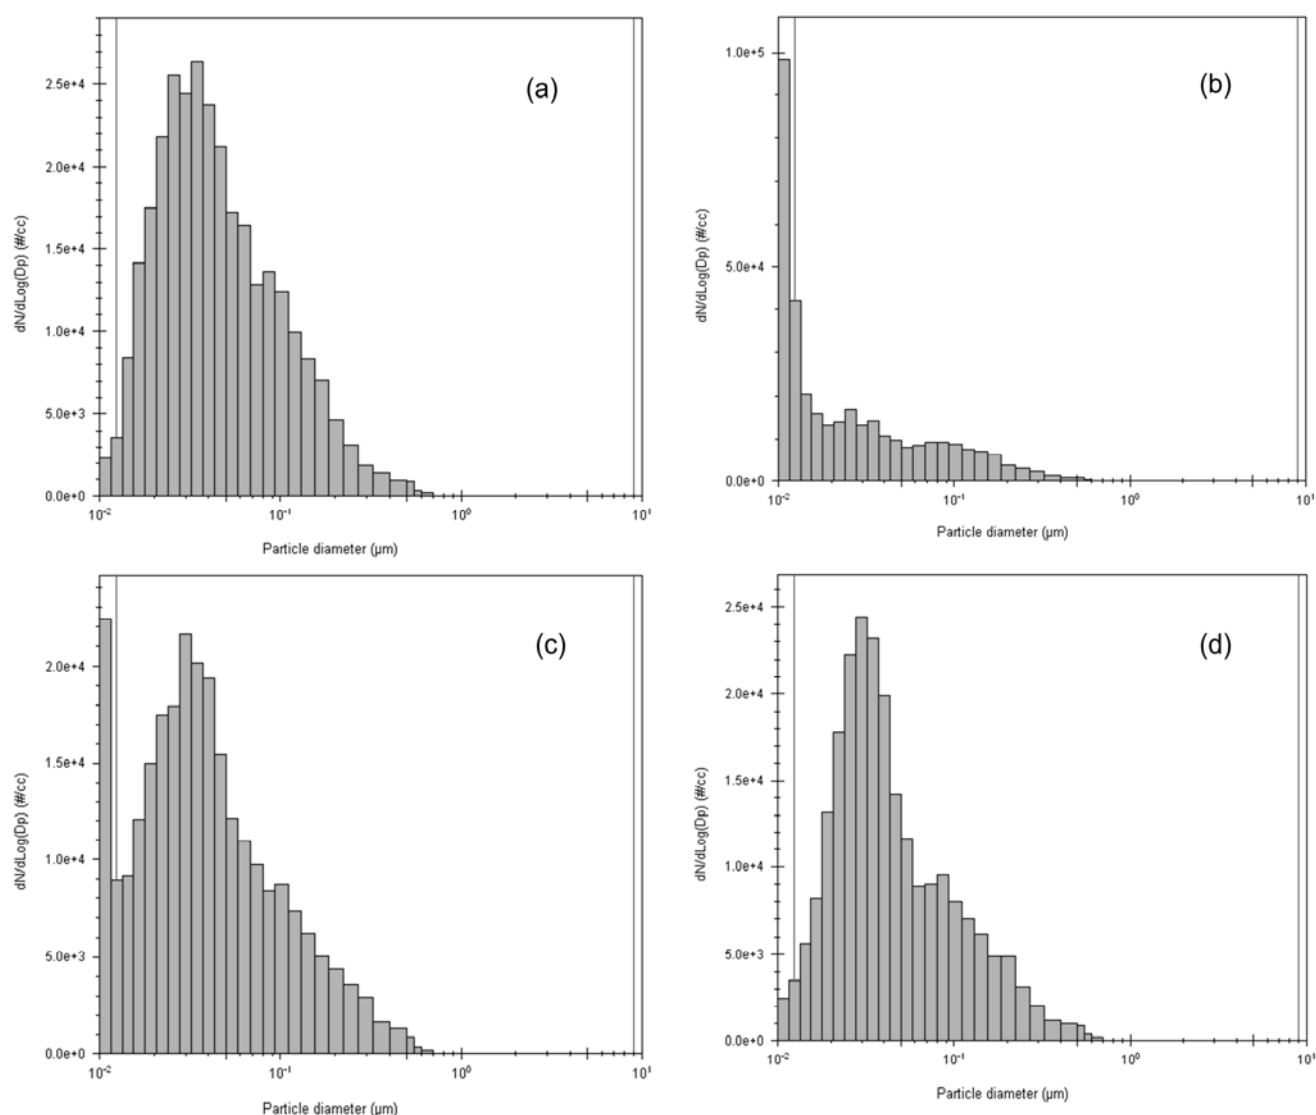 (a)
dN/dLog(Dp) (#/cc)
2.5e+4
2.0e+4
1.5e+4
1.0e+4
5.0e+3
0.0e+0
10⁻² 10⁻¹ 10⁰ 10¹
Particle diameter (µm)
(b)
dN/dLog(Dp) (#/cc)
1.0e+5
5.0e+4
0.0e+0
10⁻² 10⁻¹ 10⁰ 10¹
Particle diameter (µm)
(c)
dN/dLog(Dp) (#/cc)
2.0e+4
1.5e+4
1.0e+4
5.0e+3
0.0e+0
10⁻² 10⁻¹ 10⁰ 10¹
Particle diameter (µm)
(d)
dN/dLog(Dp) (#/cc)
2.5e+4
2.0e+4
1.5e+4
1.0e+4
5.0e+3
0.0e+0
10⁻² 10⁻¹ 10⁰ 10¹
Particle diameter (µm)